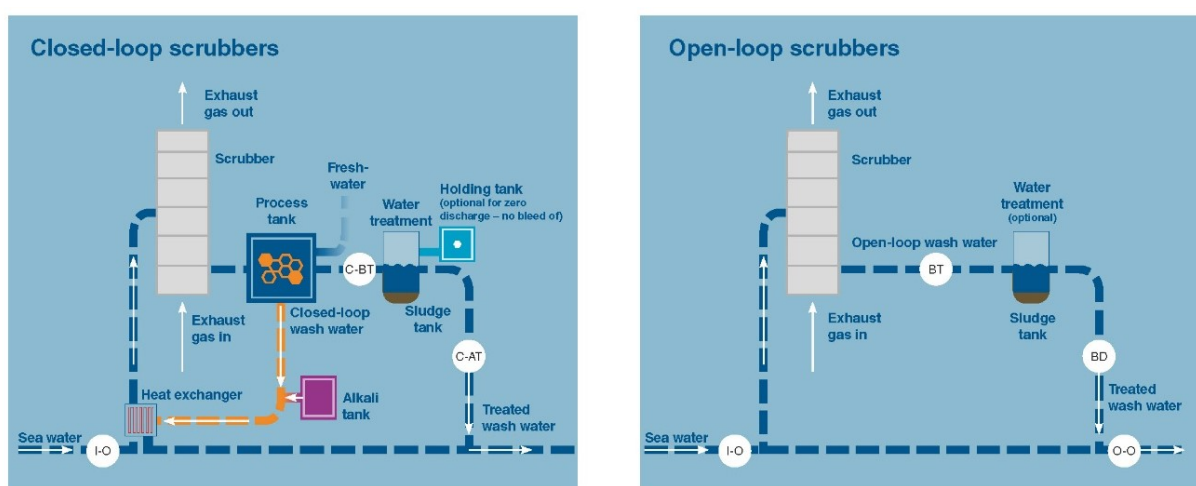 Closed-loop scrubbers
Exhaust
gas out
Scrubber
Fresh-
water
Process
tank
Water
treatment
Holding tank
(optional for zero
discharge – no bleed of)
C-BT
Exhaust
gas in
Closed-loop
wash water
Sludge
tank
C-AT
Heat exchanger
Alkali
tank
Treated
wash water
Sea water
I-O
Open-loop scrubbers
Exhaust
gas out
Scrubber
Water
treatment
(optional)
Open-loop wash water
BT
Exhaust
gas in
Sludge
tank
BD
Treated
wash water
Sea water
I-O
O-O